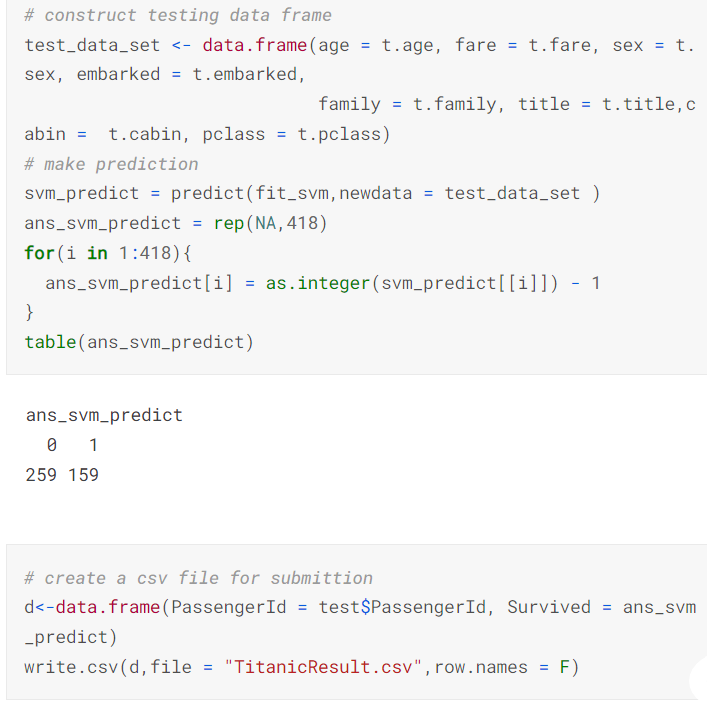 # construct testing data frame
test_data_set <- data.frame(age = t.age, fare = t.fare, sex = t.
sex, embarked = t.embarked,
                            family = t.family, title = t.title,c
abin =  t.cabin, pclass = t.pclass)
# make prediction
svm_predict = predict(fit_svm,newdata = test_data_set )
ans_svm_predict = rep(NA,418)
for(i in 1:418){
  ans_svm_predict[i] = as.integer(svm_predict[[i]]) - 1
}
table(ans_svm_predict)
ans_svm_predict
  0   1
259 159
# create a csv file for submittion
d<-data.frame(PassengerId = test$PassengerId, Survived = ans_svm
_predict)
write.csv(d,file = "TitanicResult.csv",row.names = F)